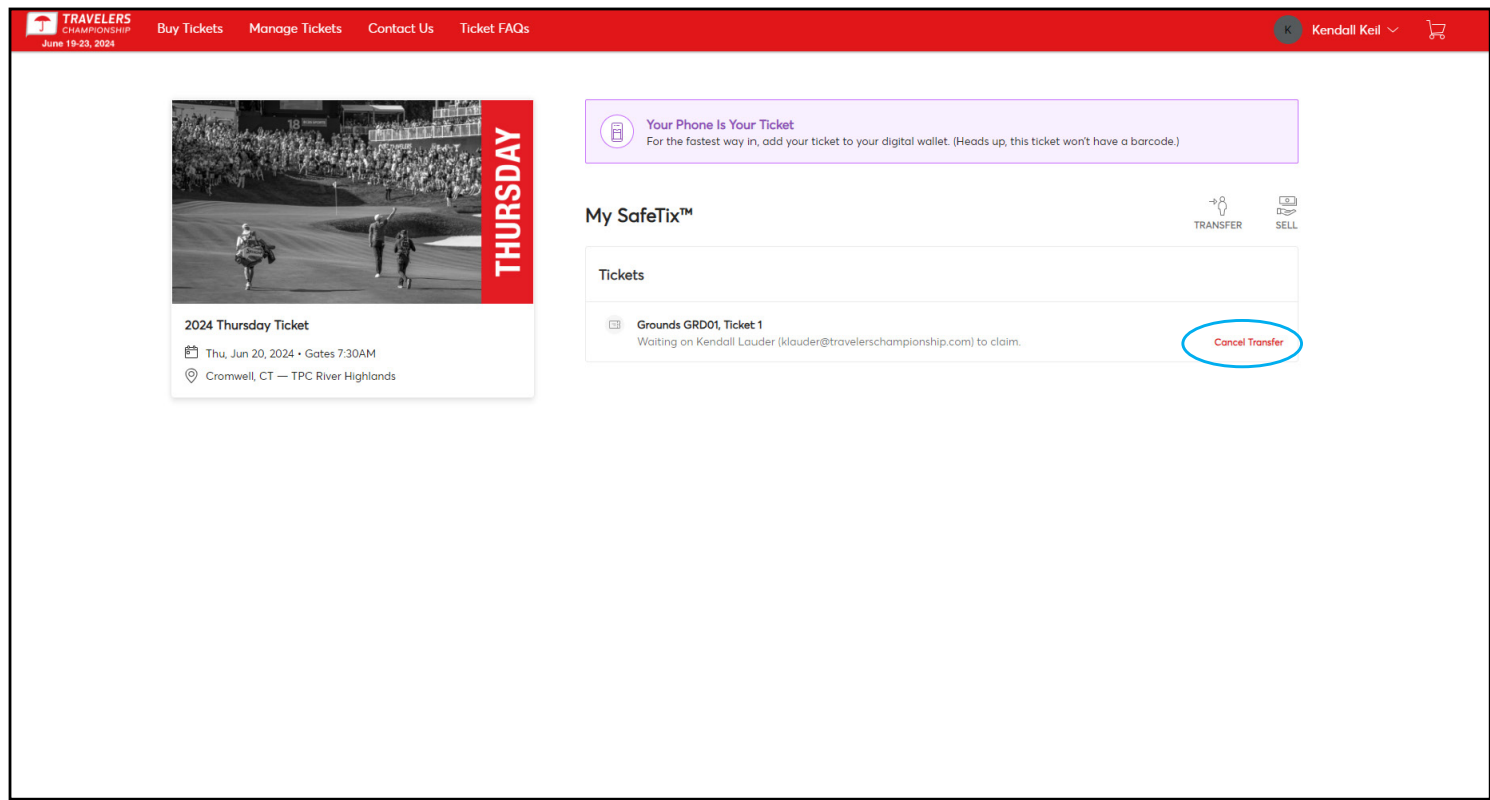 TRAVELERS
CHAMPIONSHIP
June 19-23, 2024
Buy Tickets Manage Tickets Contact Us Ticket FAQs
K Kendall Keil
18
THURSDAY
2024 Thursday Ticket
Thu, Jun 20, 2024 • Gates 7:30AM
Cromwell, CT — TPC River Highlands
Your Phone Is Your Ticket
For the fastest way in, add your ticket to your digital wallet. (Heads up, this ticket won't have a barcode.)
My SafeTix™
TRANSFER
SELL
Tickets
Grounds GRD01, Ticket 1
Waiting on Kendall Lauder (klauder@travelerschampionship.com) to claim.
Cancel Transfer